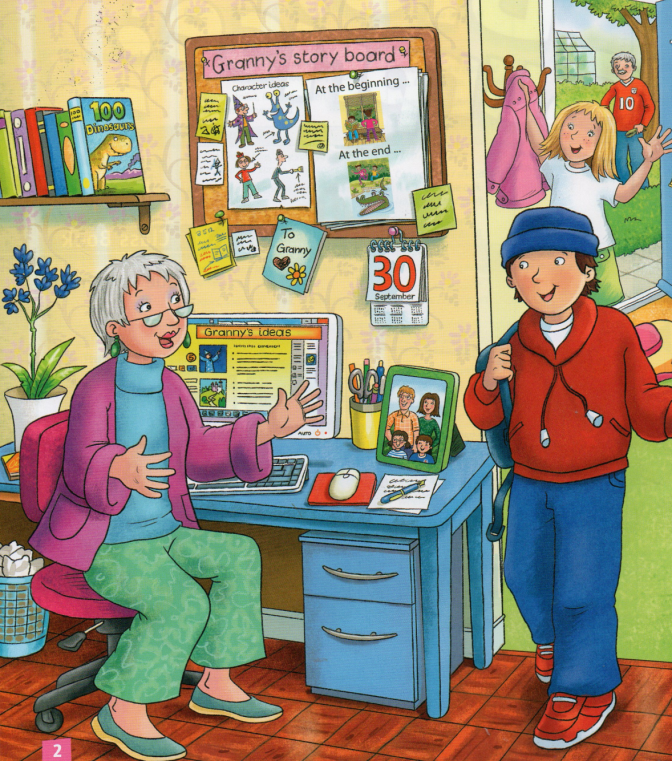 Granny's story board
Character ideas
At the beginning ...
At the end ...
100
Dinosaurs
To
Granny
30
September
10
Granny's ideas
AUTO
2